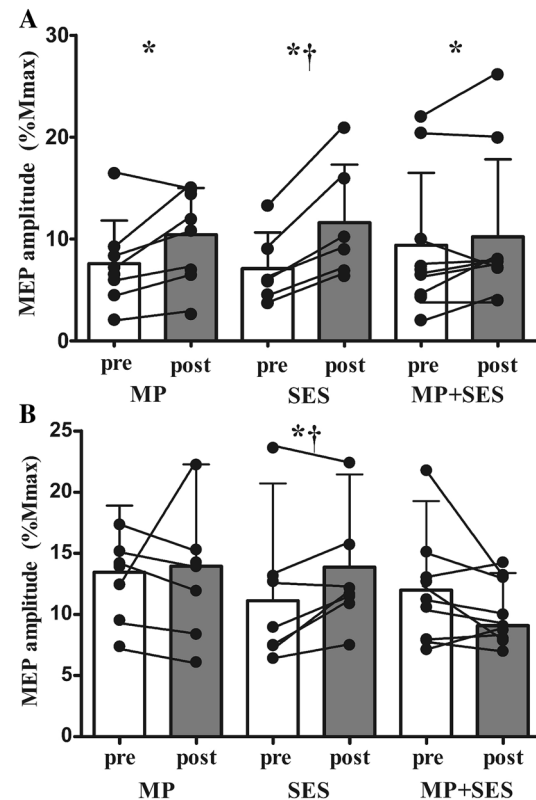 A
MEP amplitude (%Mmax)
30
20
10
0
* *† *
pre post pre post pre post
MP SES MP+SES
B
MEP amplitude (%Mmax)
25
20
15
10
5
0
*†
pre post pre post pre post
MP SES MP+SES